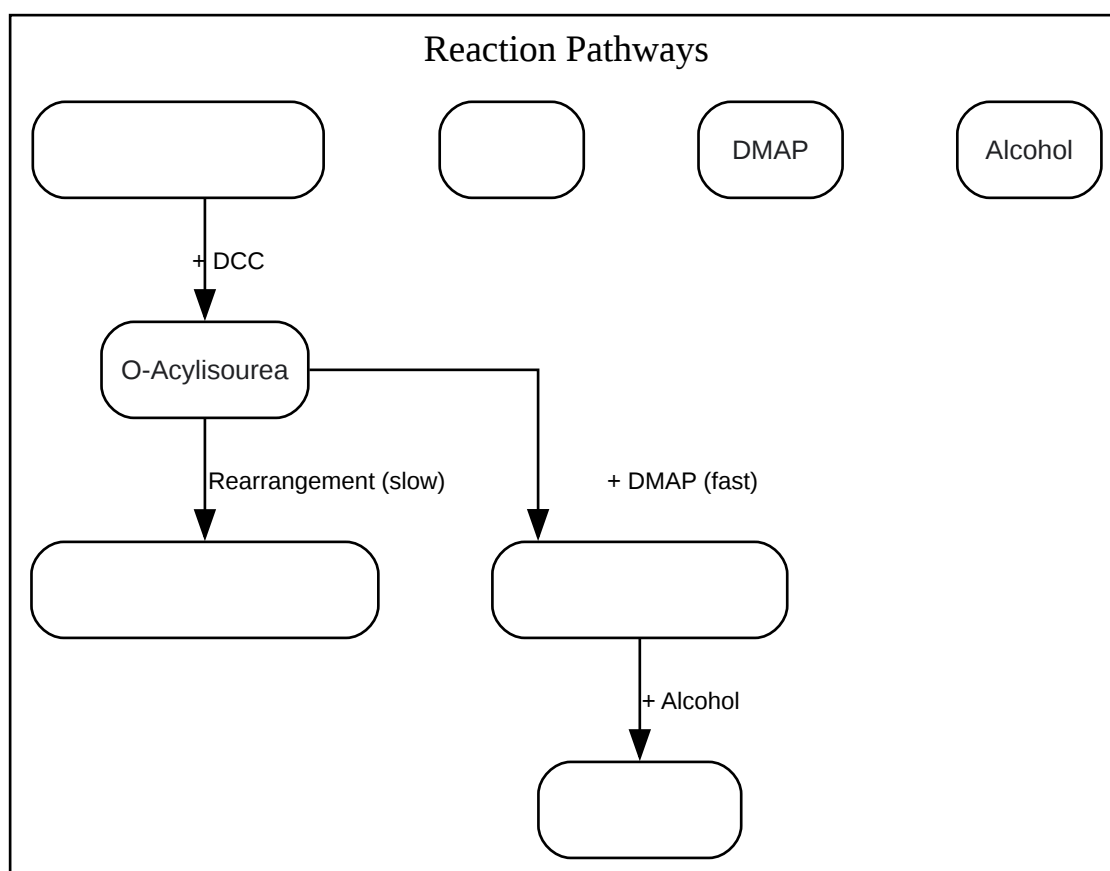 Reaction Pathways
DMAP
Alcohol
+ DCC
O-Acylisourea
Rearrangement (slow)
+ DMAP (fast)
+ Alcohol